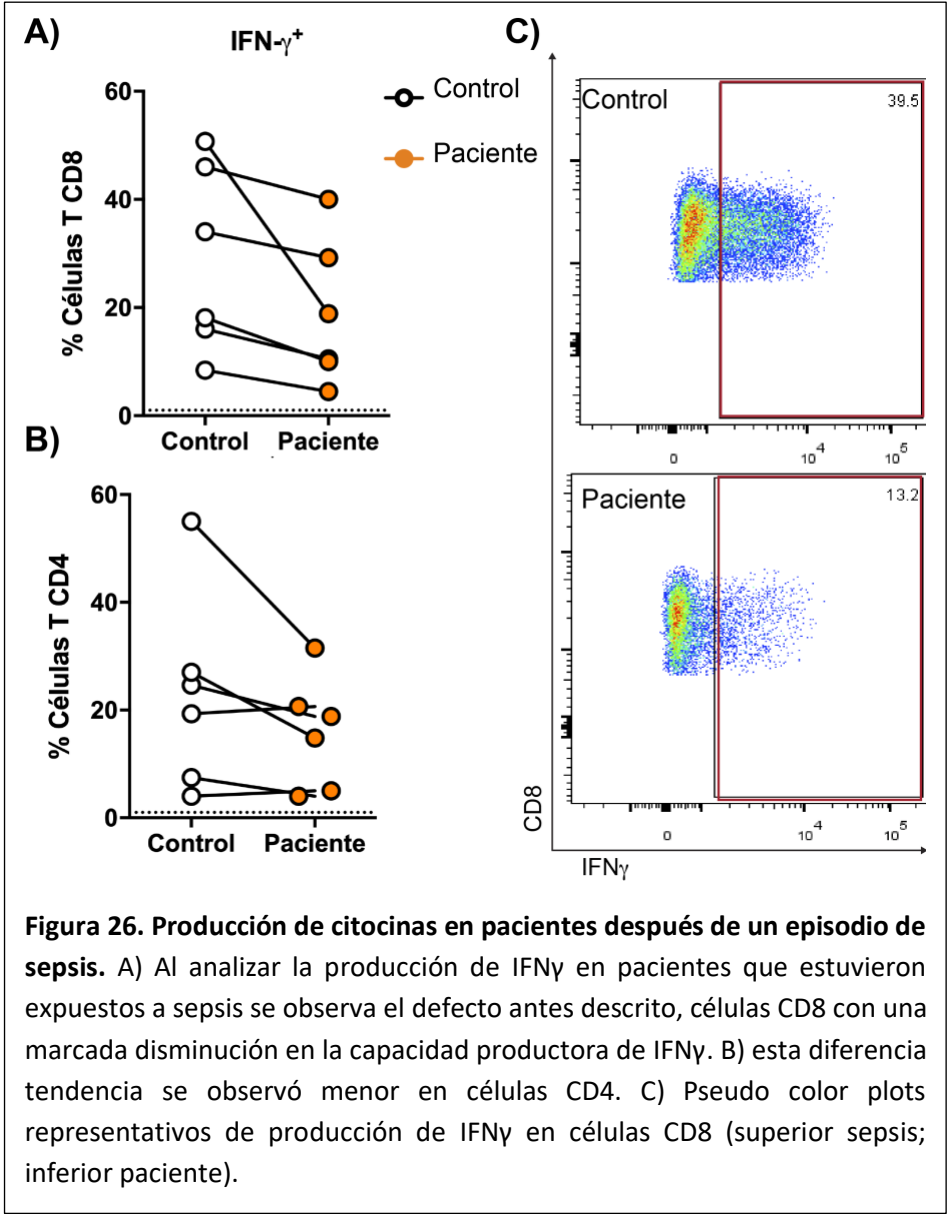 A)
IFN-γ⁺
% Células T CD8
60
40
20
0
Control
Paciente
Control Paciente
B)
% Células T CD4
60
40
20
0
Control Paciente
C)
Control
39.5
0 10⁴ 10⁵
Paciente
13.2
0 10⁴ 10⁵
CD8
IFNγ
Figura 26. Producción de citocinas en pacientes después de un episodio de
sepsis. A) Al analizar la producción de IFNγ en pacientes que estuvieron
expuestos a sepsis se observa el defecto antes descrito, células CD8 con una
marcada disminución en la capacidad productora de IFNγ. B) esta diferencia
tendencia se observó menor en células CD4. C) Pseudo color plots
representativos de producción de IFNγ en células CD8 (superior sepsis;
inferior paciente).